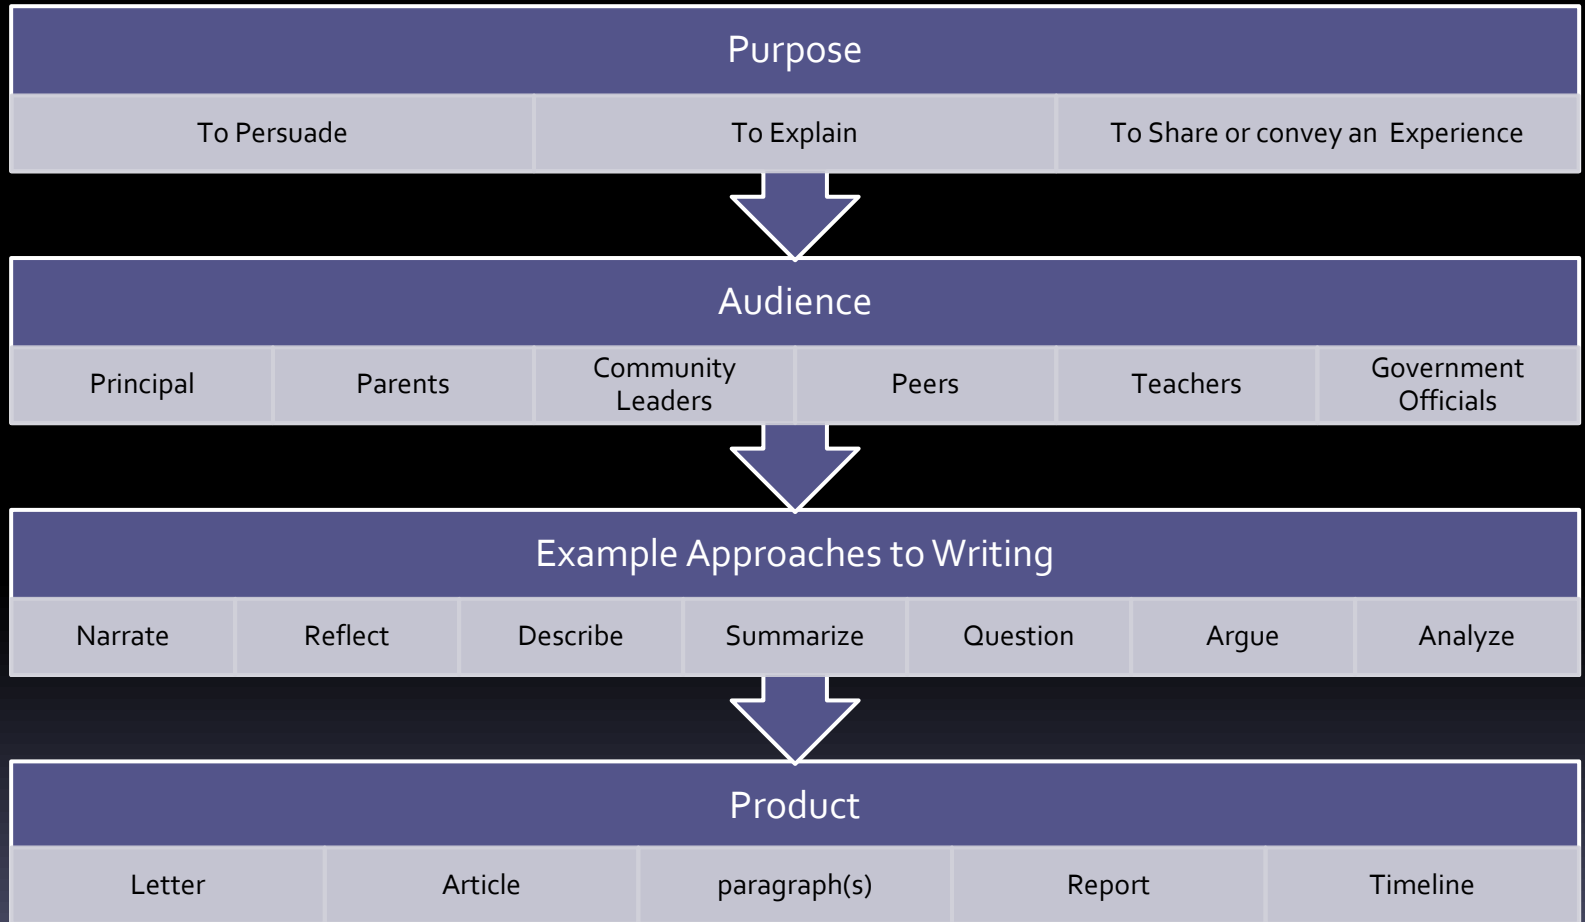 Purpose
To Persuade
To Explain
To Share or convey an Experience
Audience
Principal
Parents
Community
Leaders
Peers
Teachers
Government
Officials
Example Approaches to Writing
Narrate
Reflect
Describe
Summarize
Question
Argue
Analyze
Product
Letter
Article
paragraph(s)
Report
Timeline